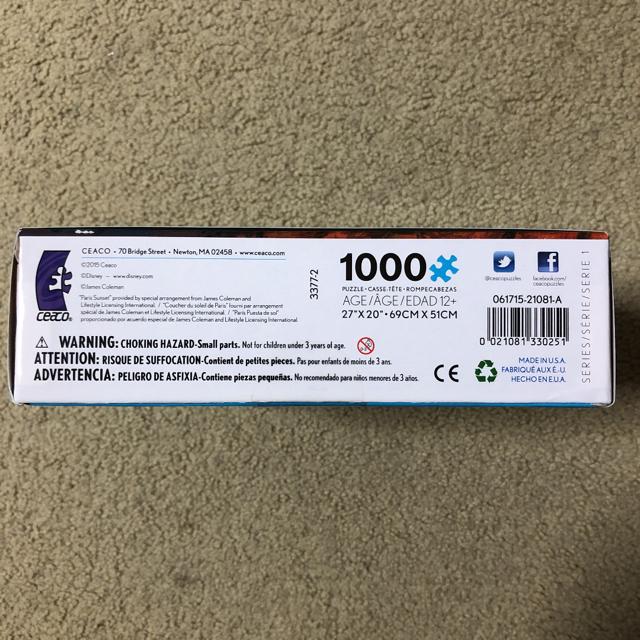 ceaco
CEACO • 70 Bridge Street • Newton, MA 02458 • www.ceaco.com
©2015 Ceaco
©Disney – www.disney.com
©James Coleman
"Paris Sunset" provided by special arrangement from James Coleman and
Lifestyle Licensing International. / "Coucher du soleil de Paris" fourni par arrangement
spécial de James Coleman et Lifestyle Licensing International. / "Paris Puesta de sol"
proporcionado por acuerdo especial de James Coleman and Lifestyle Licensing International.
3377-2
1000
PUZZLE • CASSE-TÊTE • ROMPECABEZAS
AGE/ÂGE/EDAD 12+
27" X 20" • 69CM X 51CM
@ceacopuzzles
f
facebook.com/
ceacopuzzles
061715-21081-A
0 21081 33025 1
SERIES/SÉRIE/SERIE 1
WARNING: CHOKING HAZARD-Small parts. Not for children under 3 years of age.
ATTENTION: RISQUE DE SUFFOCATION-Contient de petites pieces. Pas pour enfants de moins de 3 ans.
ADVERTENCIA: PELIGRO DE ASFIXIA-Contiene piezas pequeñas. No recomendado para niños menores de 3 años.
0-3
CE
MADE IN U.S.A.
FABRIQUÉ AUX É.-U.
HECHO EN E.U.A.